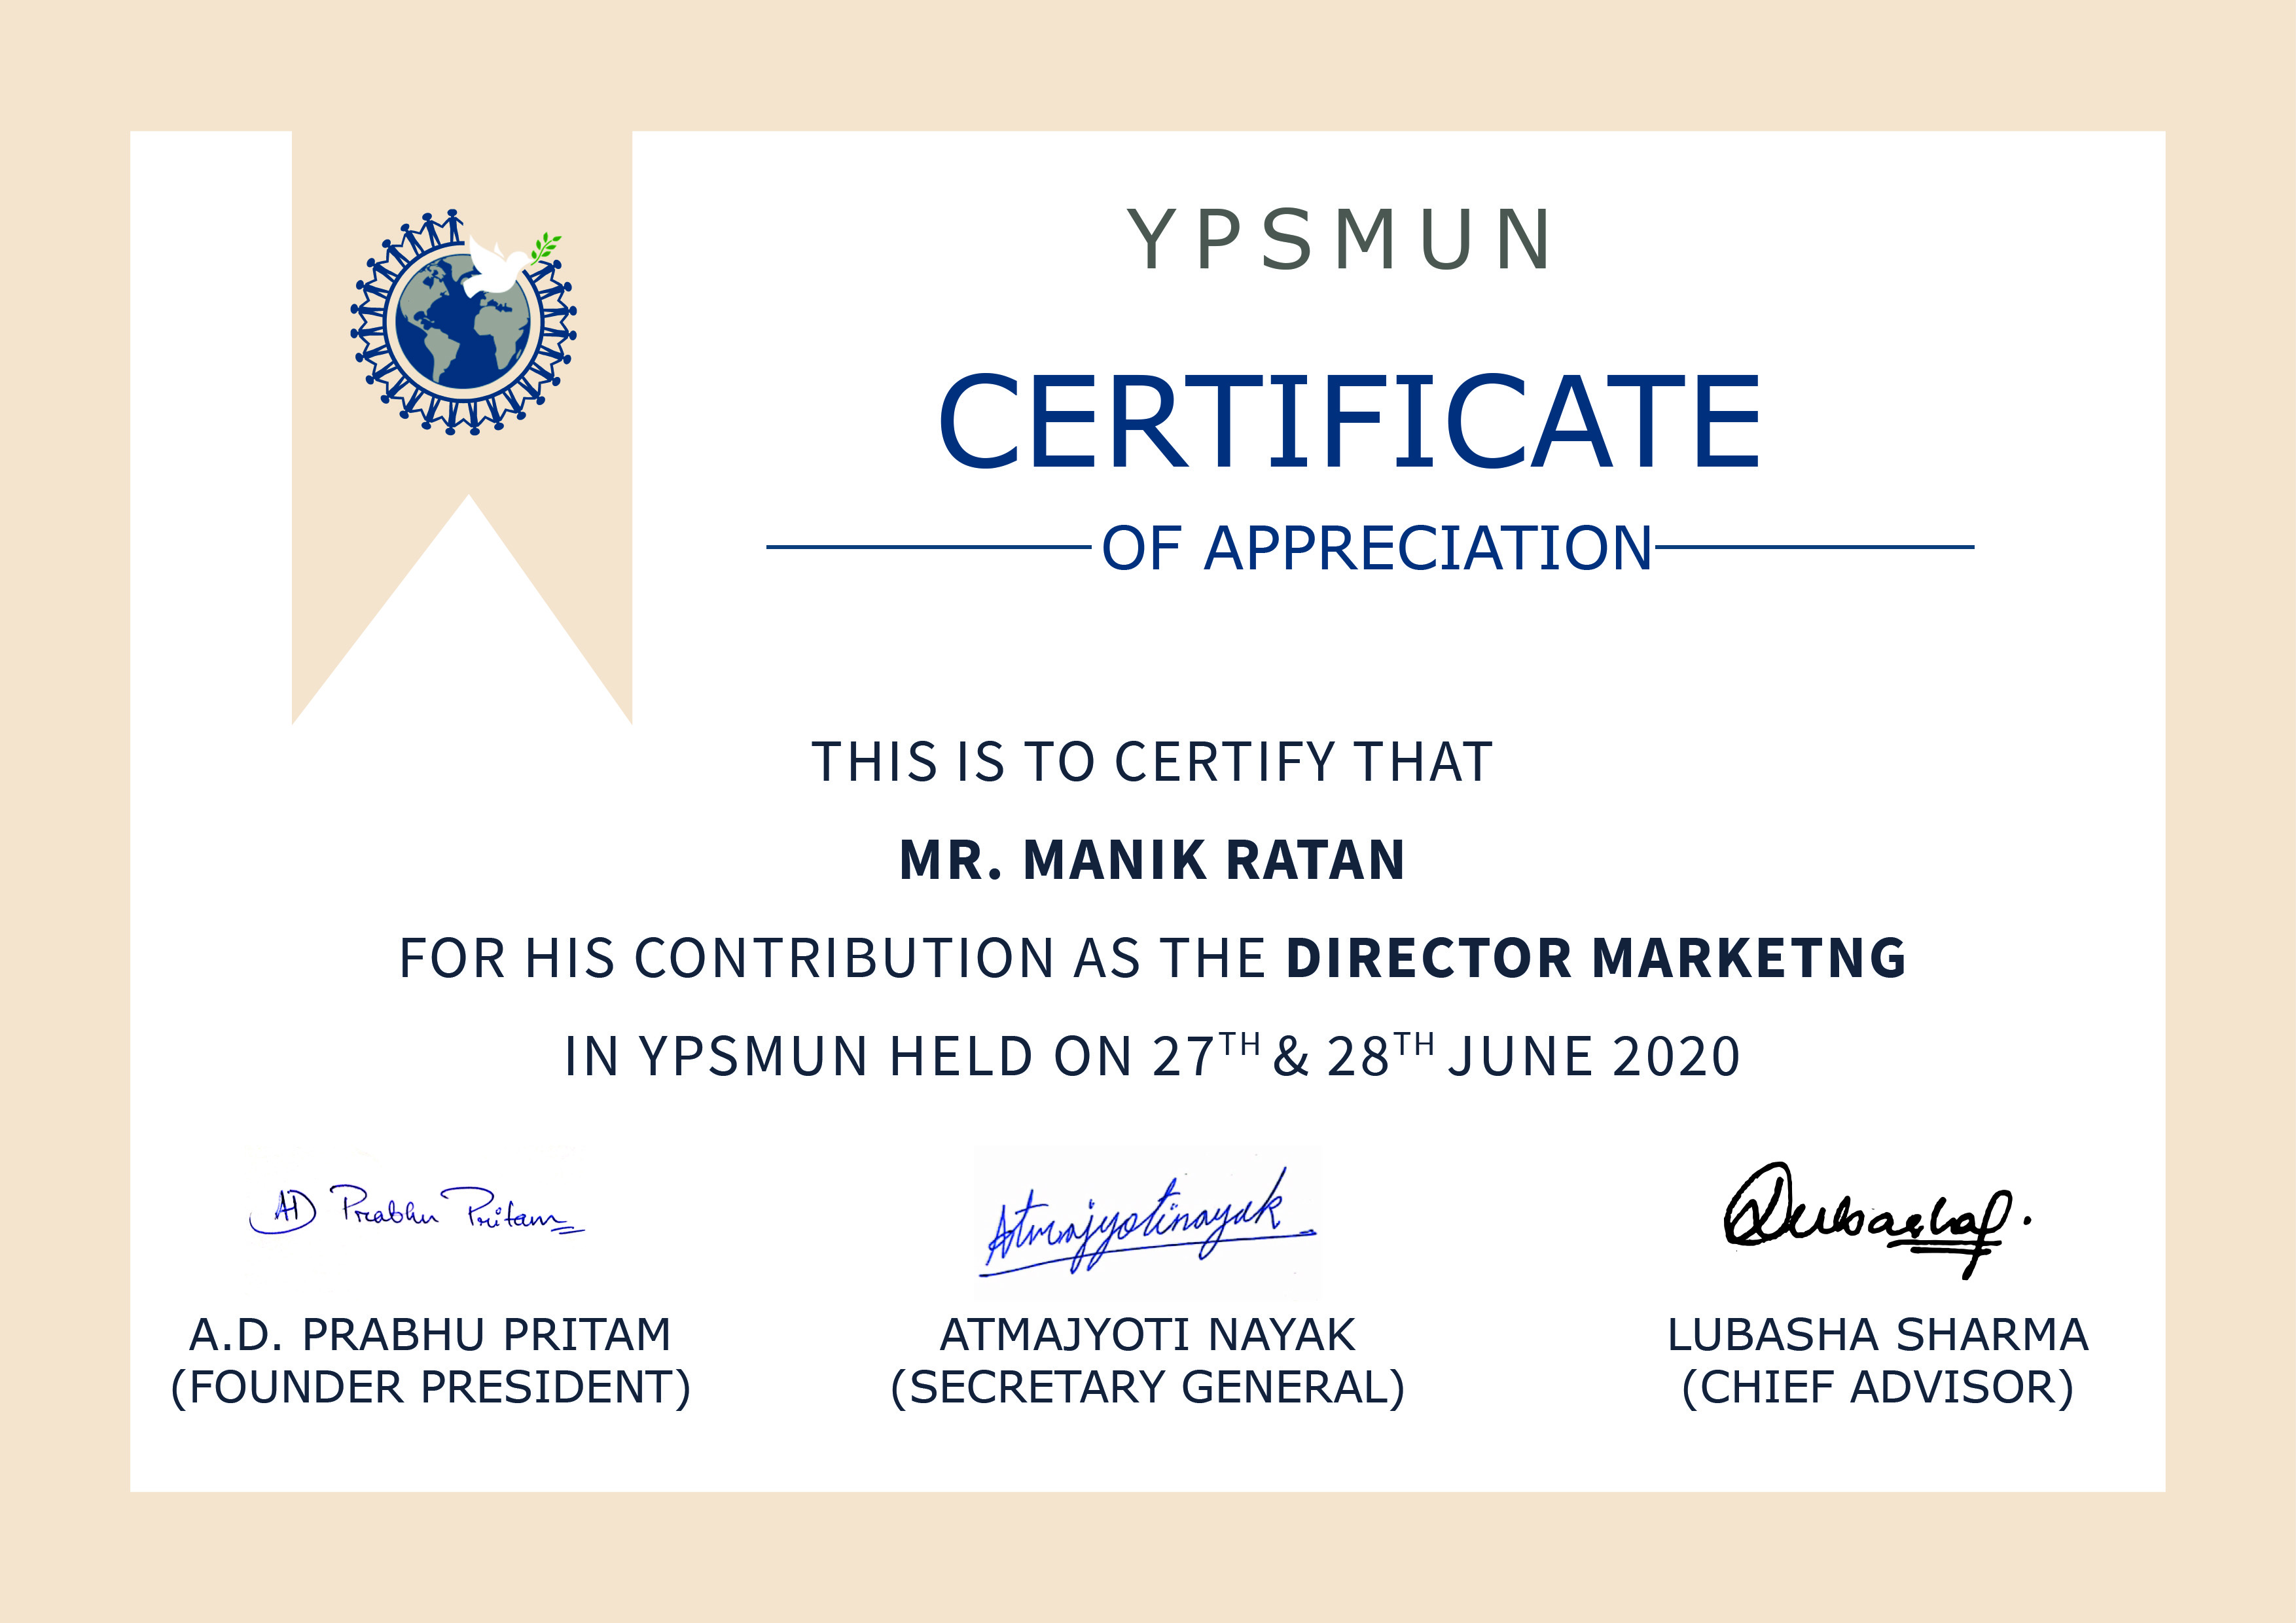 YPSMUN
CERTIFICATE
OF APPRECIATION
THIS IS TO CERTIFY THAT
MR. MANIK RATAN
FOR HIS CONTRIBUTION AS THE DIRECTOR MARKETNG
IN YPSMUN HELD ON 27TH & 28TH JUNE 2020
AD Prabhu Pritam
Atmajyotinayak
Lubashaf.
A.D. PRABHU PRITAM
(FOUNDER PRESIDENT)
ATMAJYOTI NAYAK
(SECRETARY GENERAL)
LUBASHA SHARMA
(CHIEF ADVISOR)